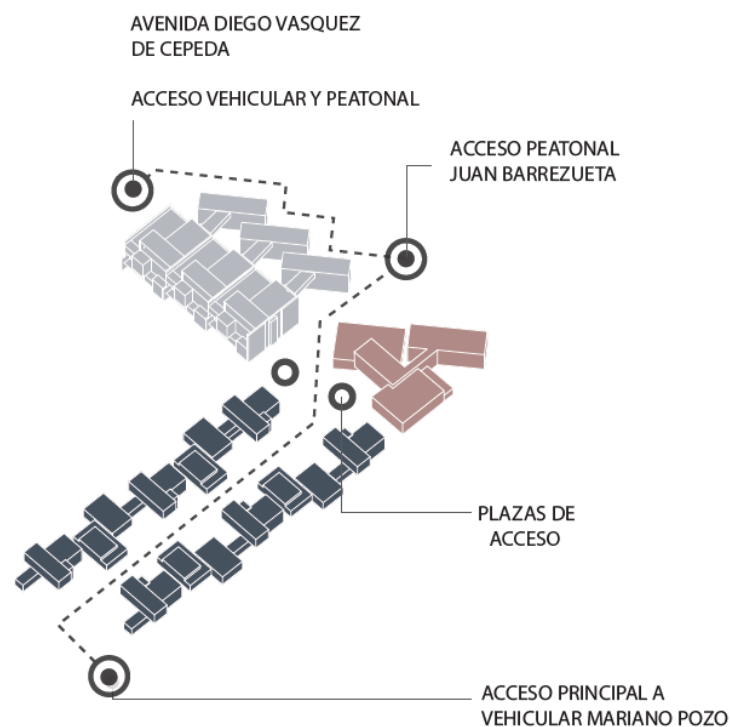 AVENIDA DIEGO VASQUEZ
DE CEPEDA
ACCESO VEHICULAR Y PEATONAL
ACCESO PEATONAL
JUAN BARREZUETA
PLAZAS DE
ACCESO
ACCESO PRINCIPAL A
VEHICULAR MARIANO POZO